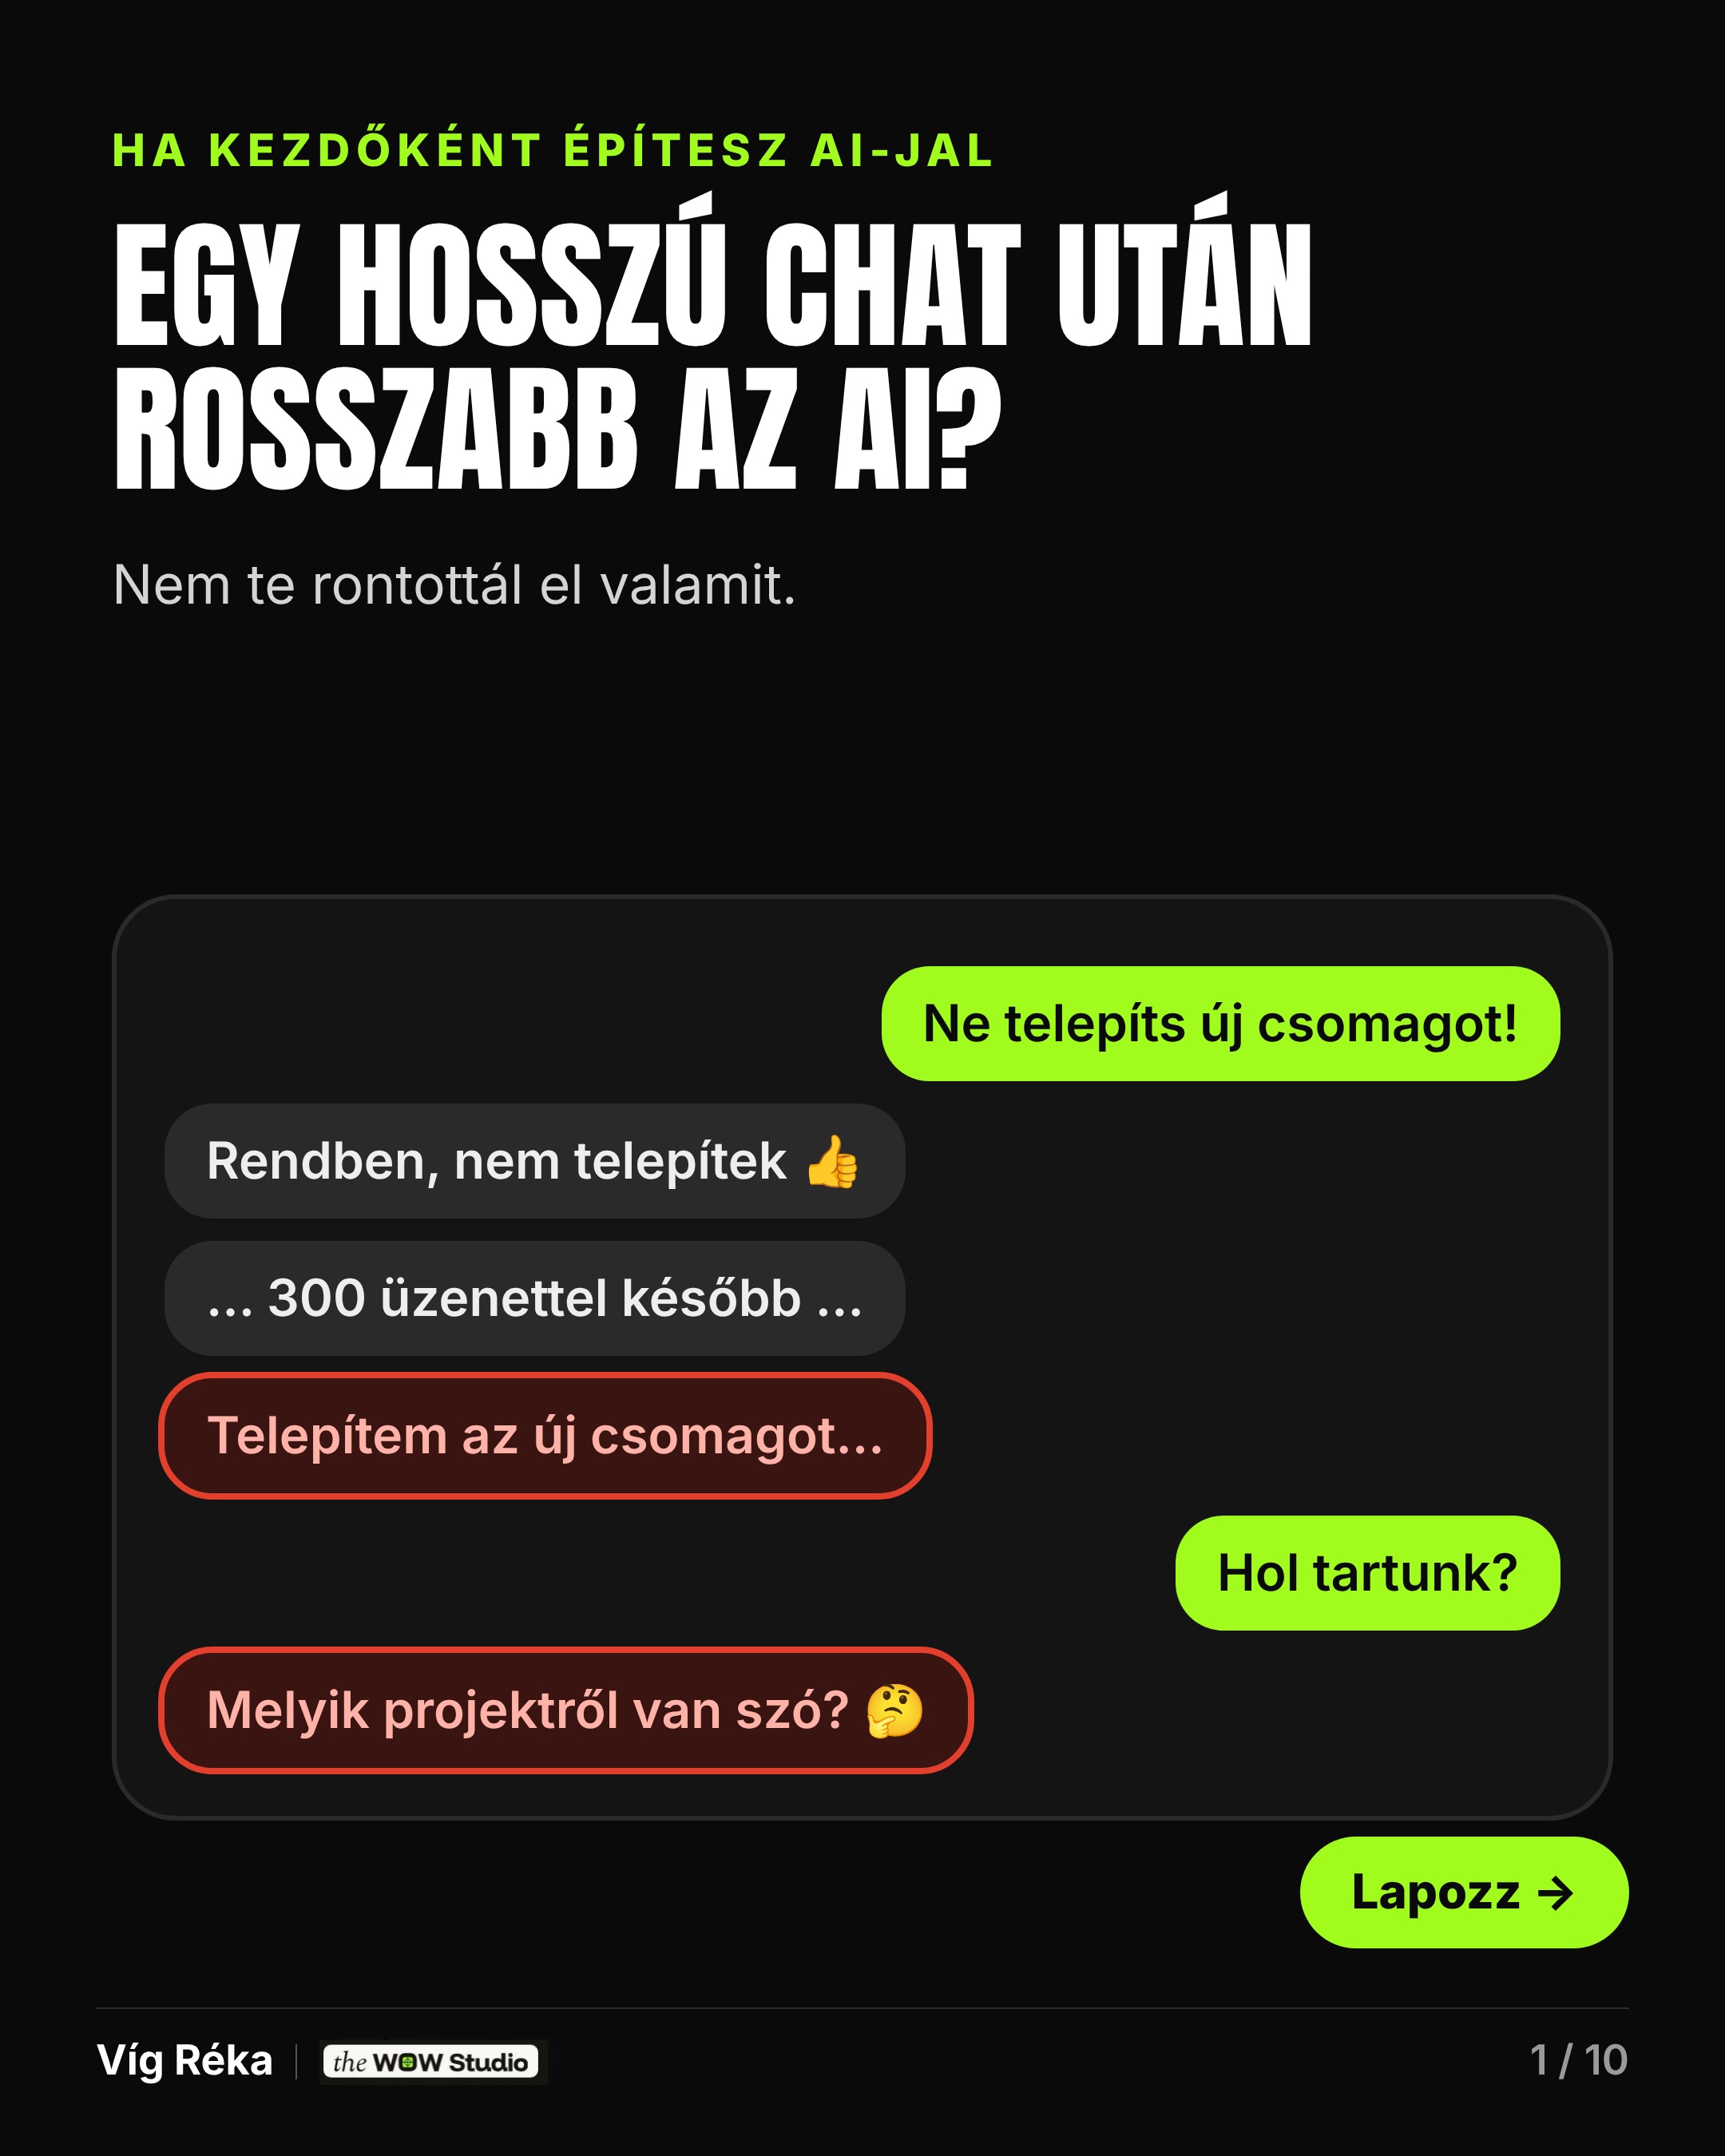 HA KEZDŐKÉNT ÉPÍTESZ AI-JAL
EGY HOSSZÚ CHAT UTÁN
ROSSZABB AZ AI?
Nem te rontottál el valamit.
Ne telepíts új csomagot!
Rendben, nem telepítek 👍
... 300 üzenettel később ...
Telepítem az új csomagot...
Hol tartunk?
Melyik projektről van szó? 🤔
Lapozz →
Víg Réka | the WOW Studio
1 / 10